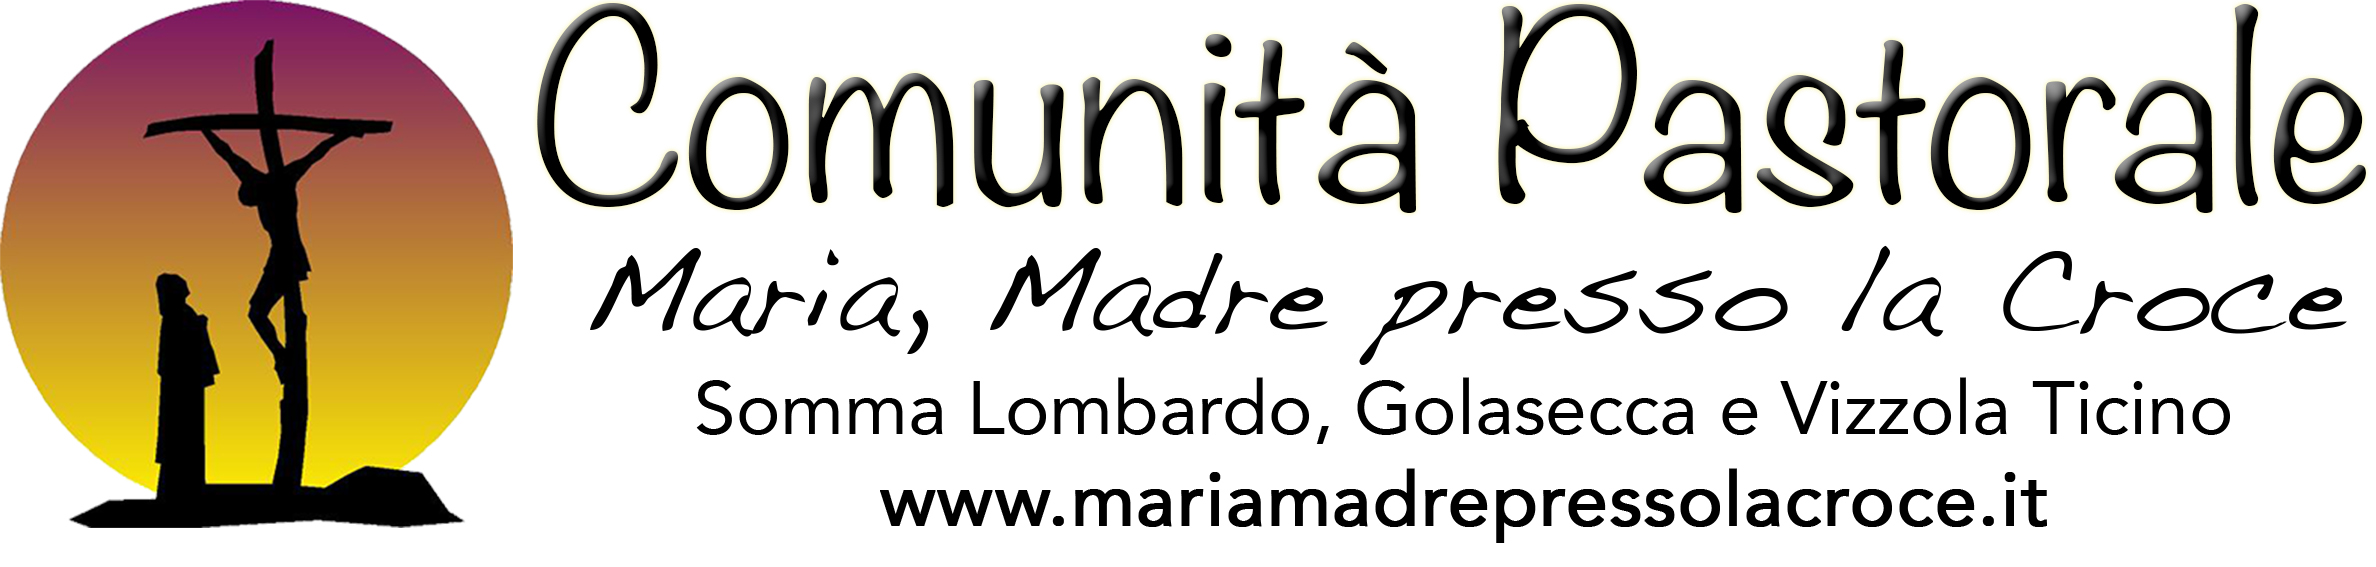 Comunità Pastorale
Maria, Madre presso la Croce
Somma Lombardo, Golasecca e Vizzola Ticino
www.mariamadrepressolacroce.it